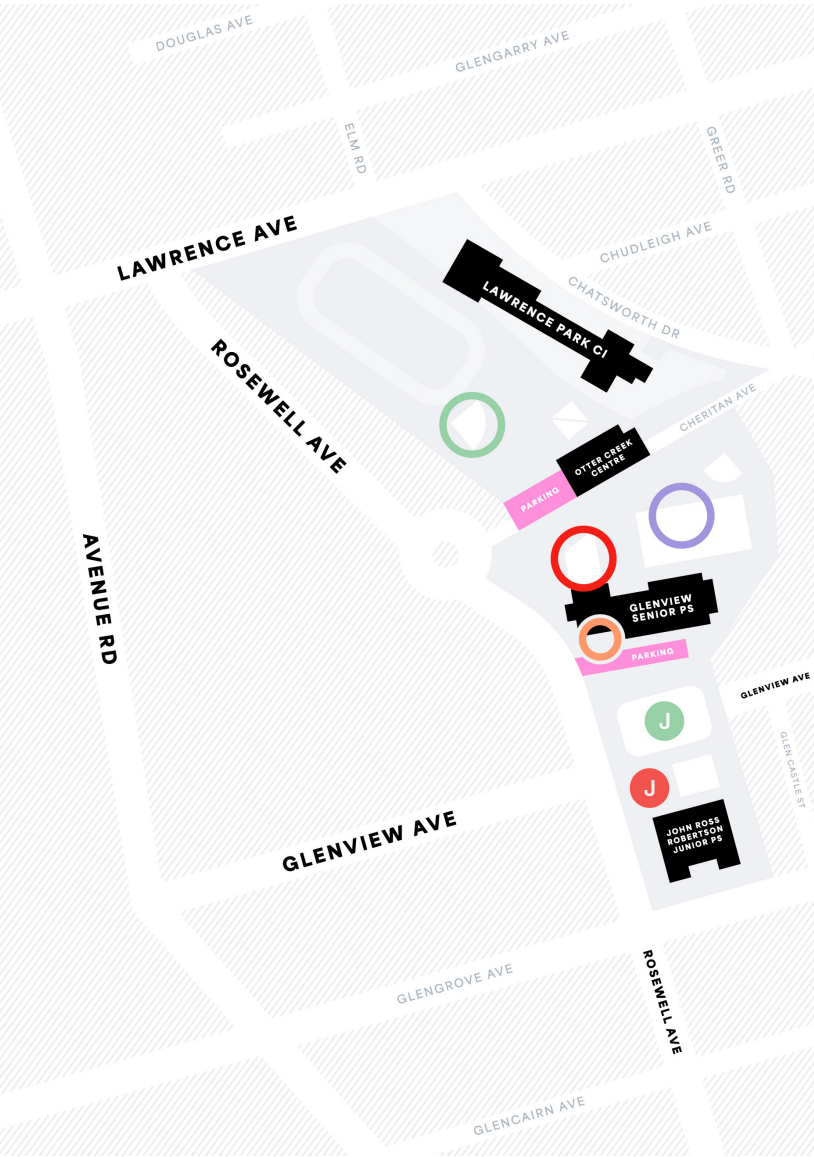 DOUGLAS AVE
GLENGARRY AVE
ELM RD
GREER RD
LAWRENCE AVE
CHUDLEIGH AVE
CHATSWORTH DR
LAWRENCE PARK CI
ROSEWELL AVE
CHERITAN AVE
OTTER CREEK
CENTRE
PARKING
AVENUE RD
GLENVIEW
SENIOR PS
PARKING
GLENVIEW AVE
J
GLEN CASTLE ST
J
GLENVIEW AVE
JOHN ROSS
ROBERTSON
JUNIOR PS
GLENGROVE AVE
ROSEWELL AVE
GLENCAIRN AVE